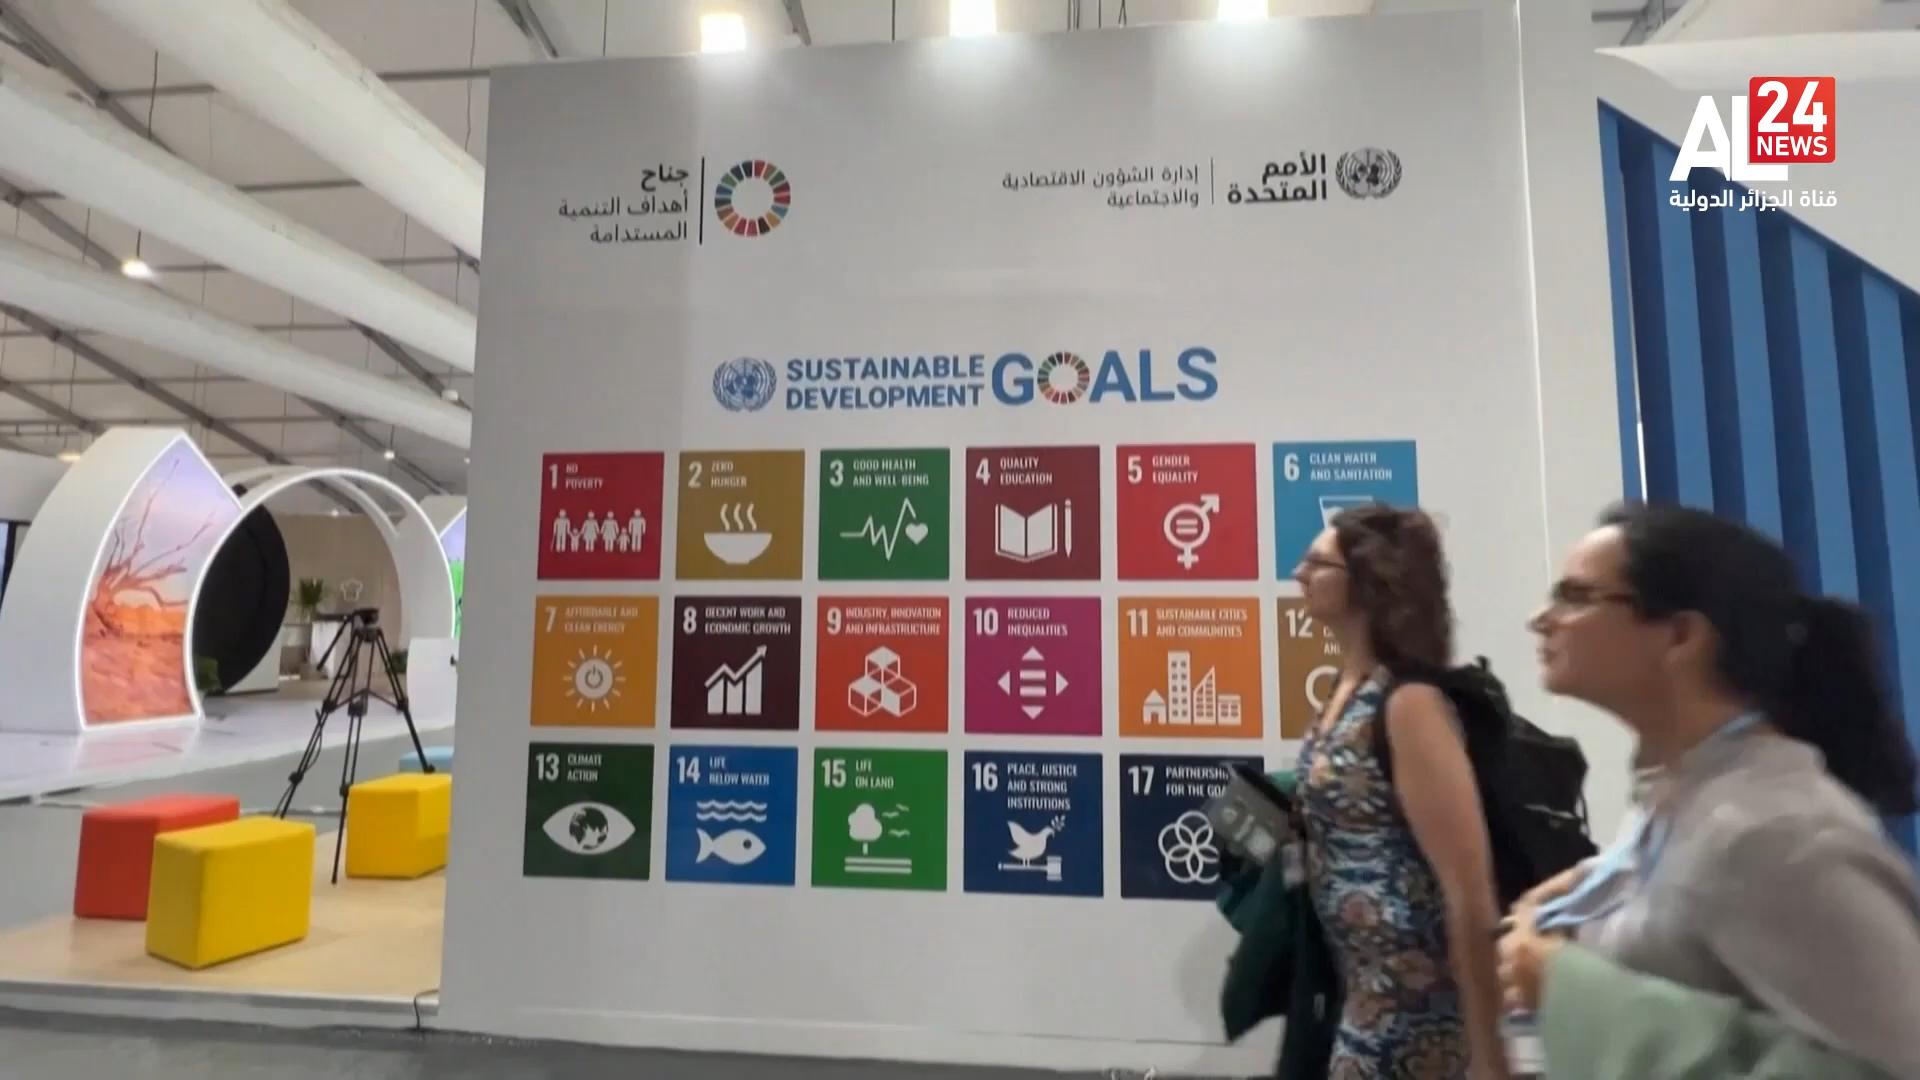 AL
24
NEWS
قناة الجزائر الدولية
الأمم
المتحدة
إدارة الشؤون الاقتصادية
والاجتماعية
جناح
أهداف التنمية
المستدامة
SUSTAINABLE
DEVELOPMENT
GOALS
1 NO
POVERTY
2 ZERO
HUNGER
3 GOOD HEALTH
AND WELL-BEING
4 QUALITY
EDUCATION
5 GENDER
EQUALITY
6 CLEAN WATER
AND SANITATION
7 AFFORDABLE AND
CLEAN ENERGY
8 DECENT WORK AND
ECONOMIC GROWTH
9 INDUSTRY, INNOVATION
AND INFRASTRUCTURE
10 REDUCED
INEQUALITIES
11 SUSTAINABLE CITIES
AND COMMUNITIES
12
13 CLIMATE
ACTION
14 LIFE
BELOW WATER
15 LIFE
ON LAND
16 PEACE, JUSTICE
AND STRONG
INSTITUTIONS
17
FOR THE